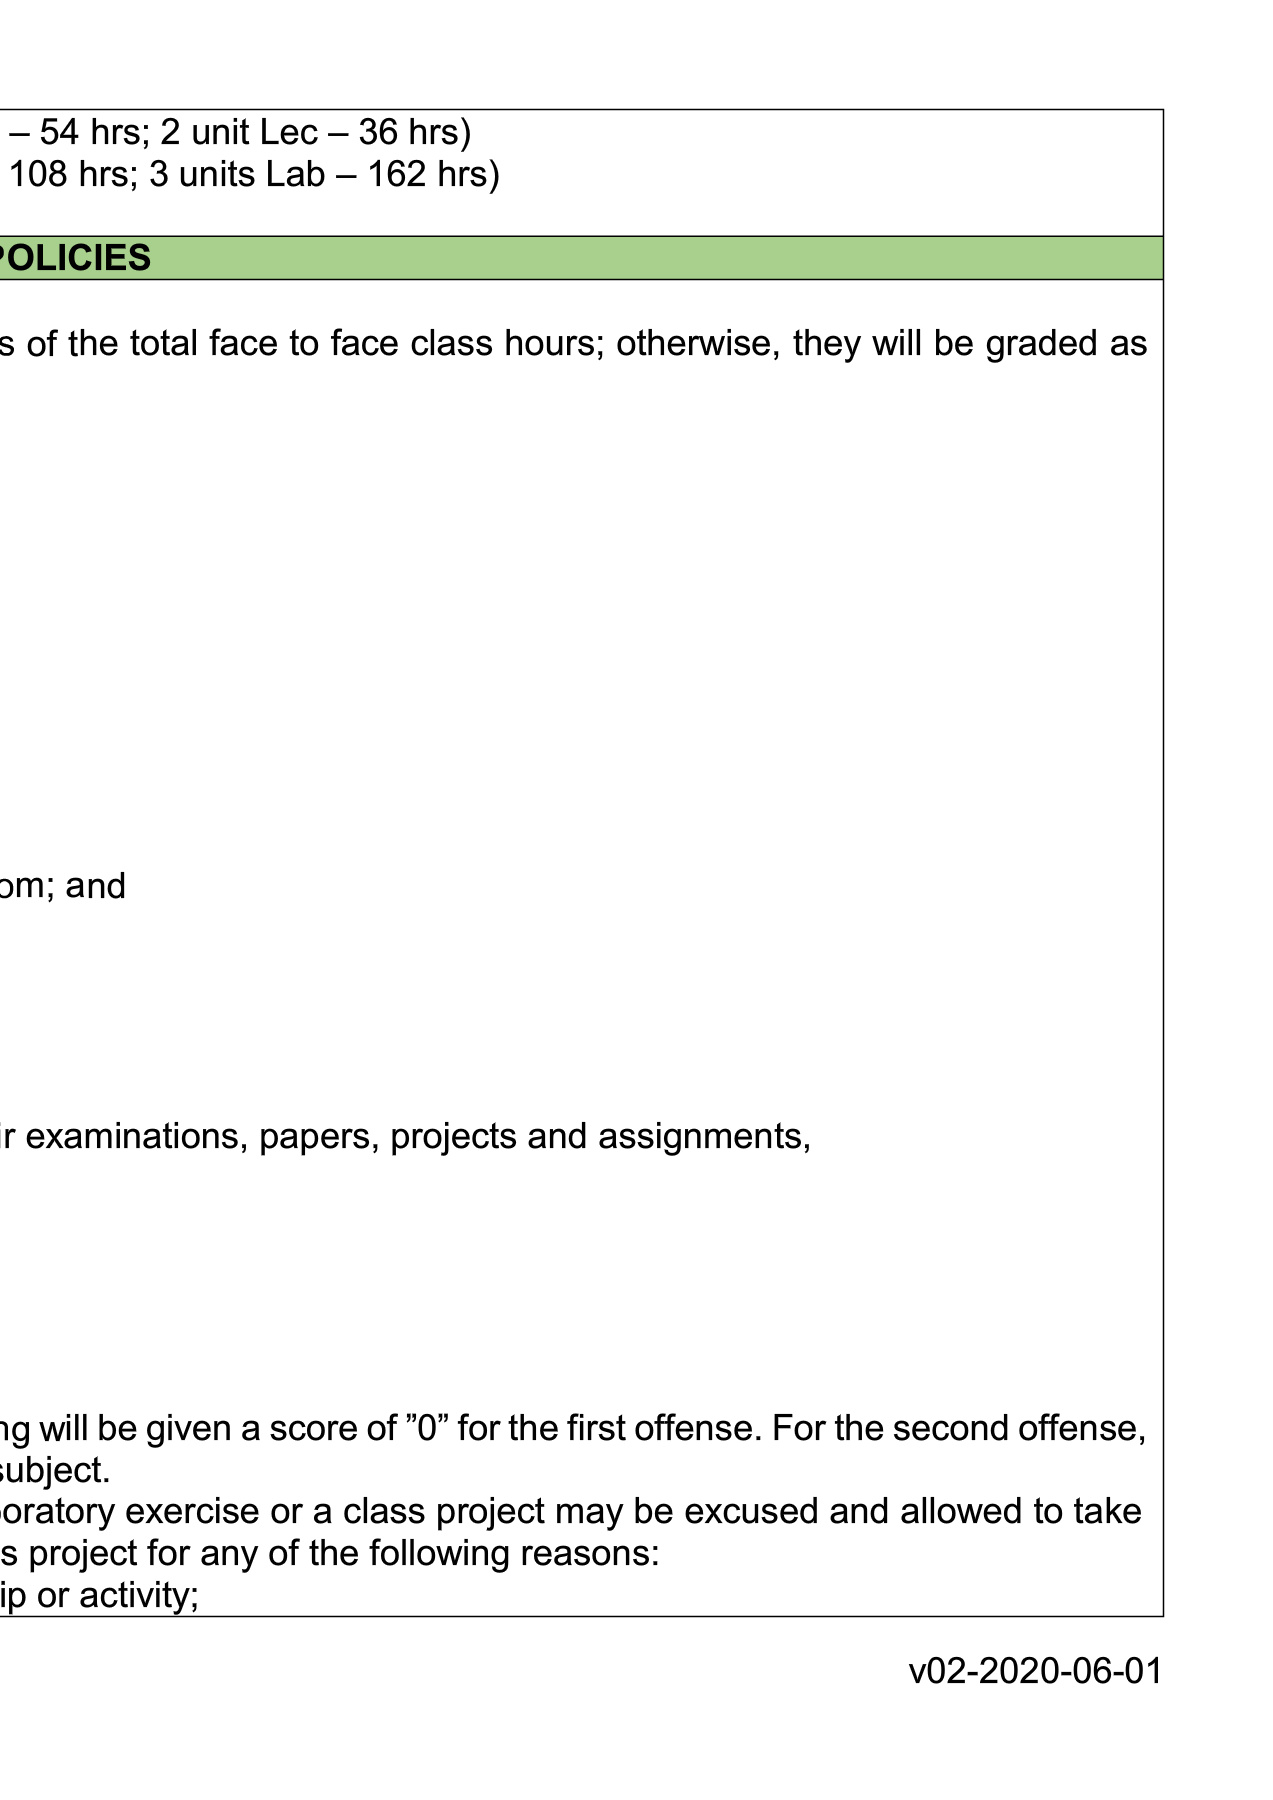 – 54 hrs; 2 unit Lec – 36 hrs)
108 hrs; 3 units Lab – 162 hrs)
POLICIES
s of the total face to face class hours; otherwise, they will be graded as
om; and
ir examinations, papers, projects and assignments,
ng will be given a score of ”0” for the first offense. For the second offense,
subject.
boratory exercise or a class project may be excused and allowed to take
s project for any of the following reasons:
ip or activity;
v02-2020-06-01